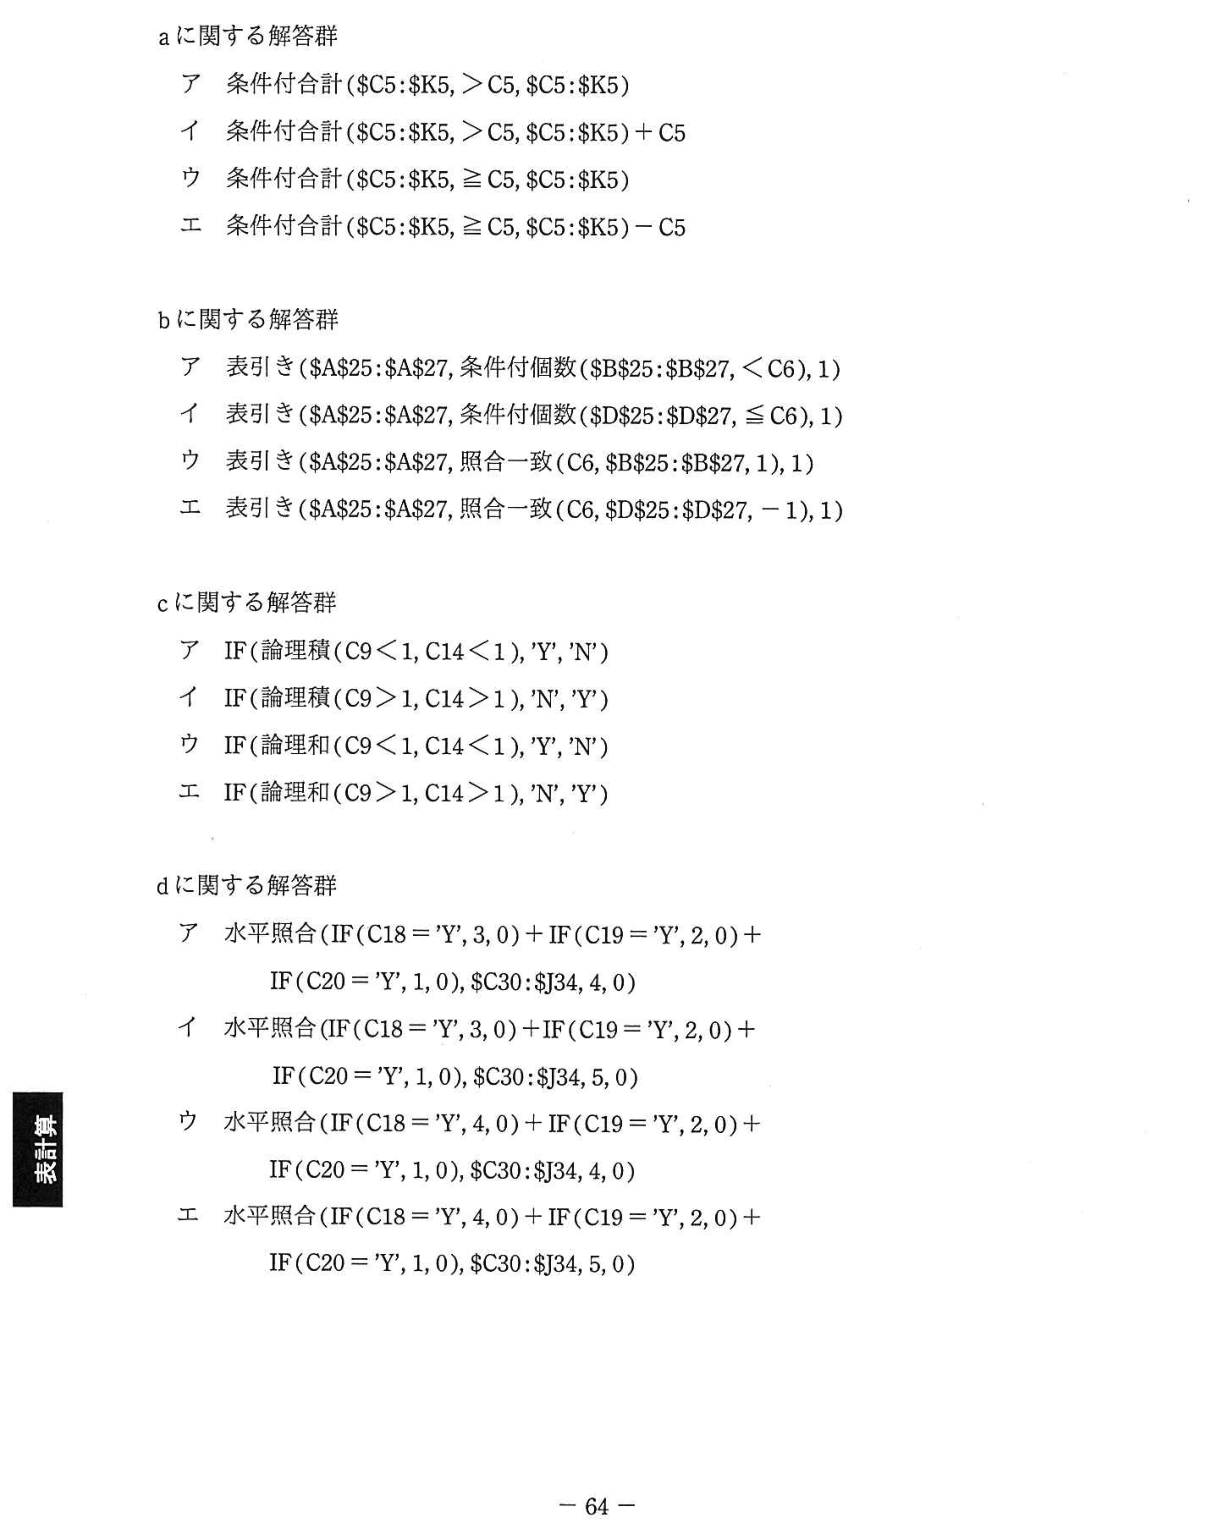 aに関する解答群
ア 条件付合計($C5:$K5, ＞C5, $C5:$K5)
イ 条件付合計($C5:$K5, ＞C5, $C5:$K5)＋C5
ウ 条件付合計($C5:$K5, ≧C5, $C5:$K5)
エ 条件付合計($C5:$K5, ≧C5, $C5:$K5)－C5
bに関する解答群
ア 表引き($A$25:$A$27, 条件付個数($B$25:$B$27, ＜C6), 1)
イ 表引き($A$25:$A$27, 条件付個数($D$25:$D$27, ≦C6), 1)
ウ 表引き($A$25:$A$27, 照合一致(C6, $B$25:$B$27, 1), 1)
エ 表引き($A$25:$A$27, 照合一致(C6, $D$25:$D$27, －1), 1)
cに関する解答群
ア IF(論理積(C9＜1, C14＜1), 'Y', 'N')
イ IF(論理積(C9＞1, C14＞1), 'N', 'Y')
ウ IF(論理和(C9＜1, C14＜1), 'Y', 'N')
エ IF(論理和(C9＞1, C14＞1), 'N', 'Y')
dに関する解答群
ア 水平照合(IF(C18＝'Y', 3, 0)＋IF(C19＝'Y', 2, 0)＋
IF(C20＝'Y', 1, 0), $C30:$J34, 4, 0)
イ 水平照合(IF(C18＝'Y', 3, 0)＋IF(C19＝'Y', 2, 0)＋
IF(C20＝'Y', 1, 0), $C30:$J34, 5, 0)
ウ 水平照合(IF(C18＝'Y', 4, 0)＋IF(C19＝'Y', 2, 0)＋
IF(C20＝'Y', 1, 0), $C30:$J34, 4, 0)
エ 水平照合(IF(C18＝'Y', 4, 0)＋IF(C19＝'Y', 2, 0)＋
IF(C20＝'Y', 1, 0), $C30:$J34, 5, 0)
表計算
－ 64 －